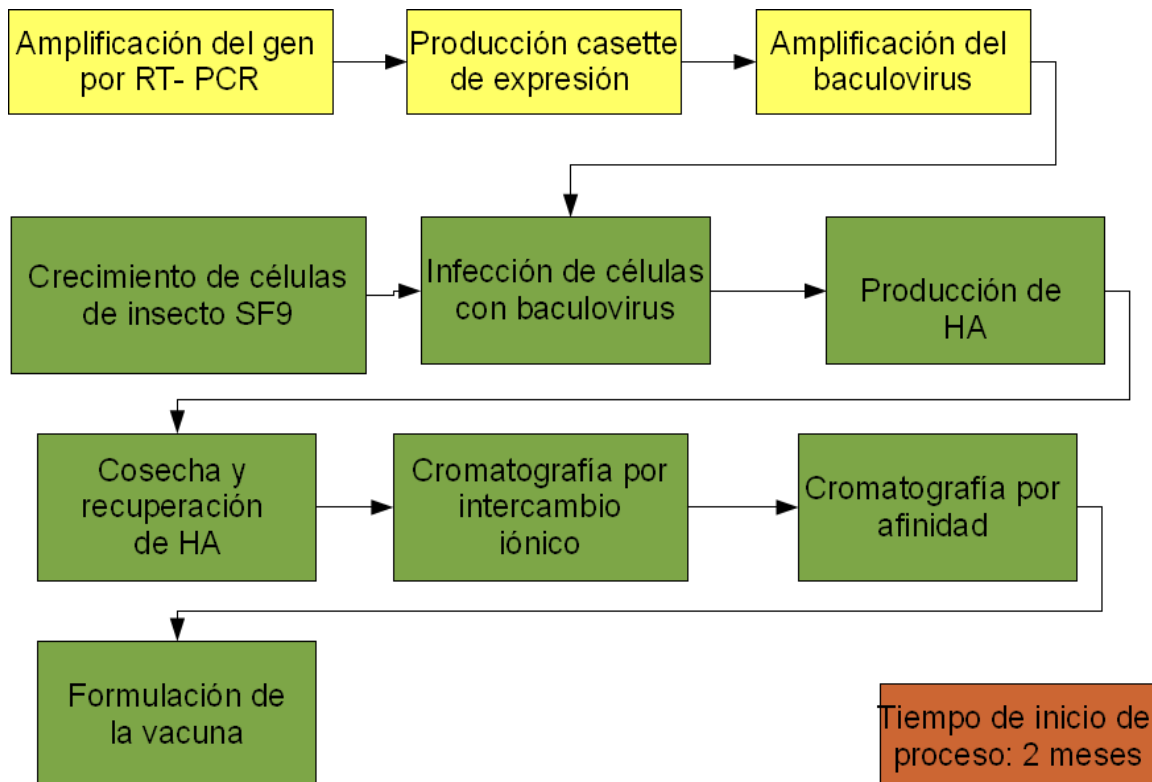 Amplificación del gen
por RT- PCR
Producción casette
de expresión
Amplificación del
baculovirus
Crecimiento de células
de insecto SF9
Infección de células
con baculovirus
Producción de
HA
Cosecha y
recuperación
de HA
Cromatografía por
intercambio
iónico
Cromatografía por
afinidad
Formulación de
la vacuna
Tiempo de inicio de
proceso: 2 meses